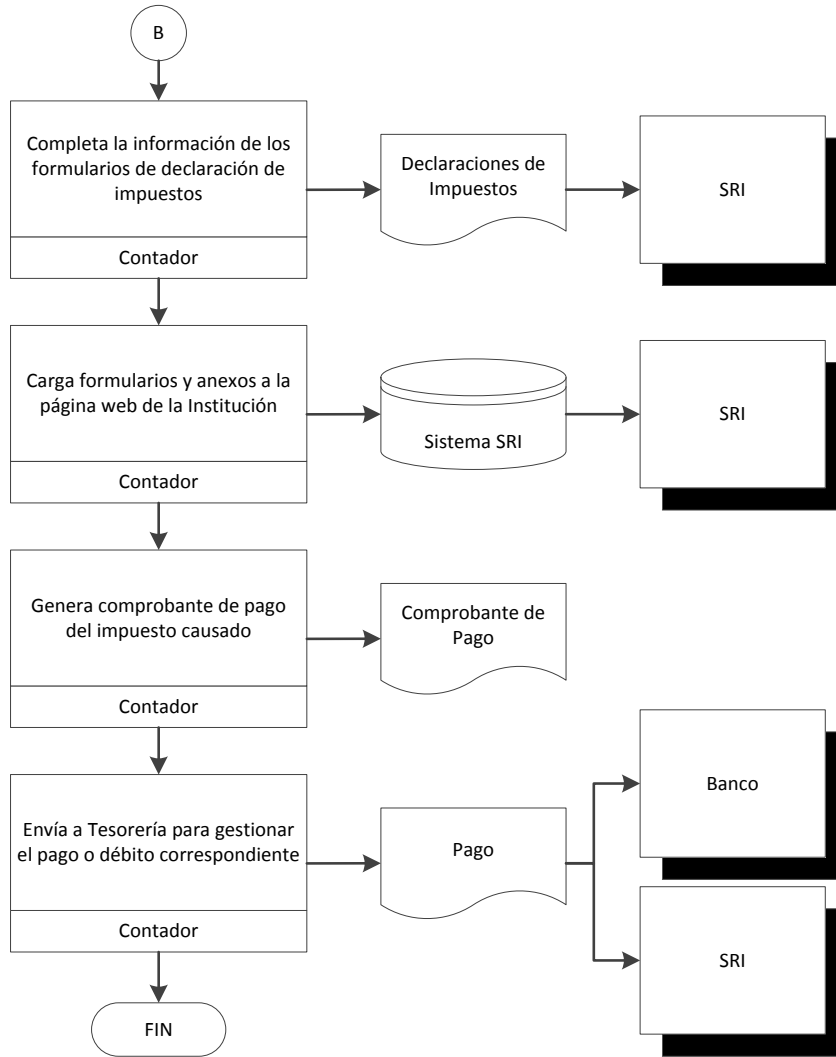 B
Completa la información de los
formularios de declaración de
impuestos
Contador
Declaraciones de
Impuestos
SRI
Carga formularios y anexos a la
página web de la Institución
Contador
Sistema SRI
SRI
Genera comprobante de pago
del impuesto causado
Contador
Comprobante de
Pago
Envía a Tesorería para gestionar
el pago o débito correspondiente
Contador
Pago
Banco
SRI
FIN